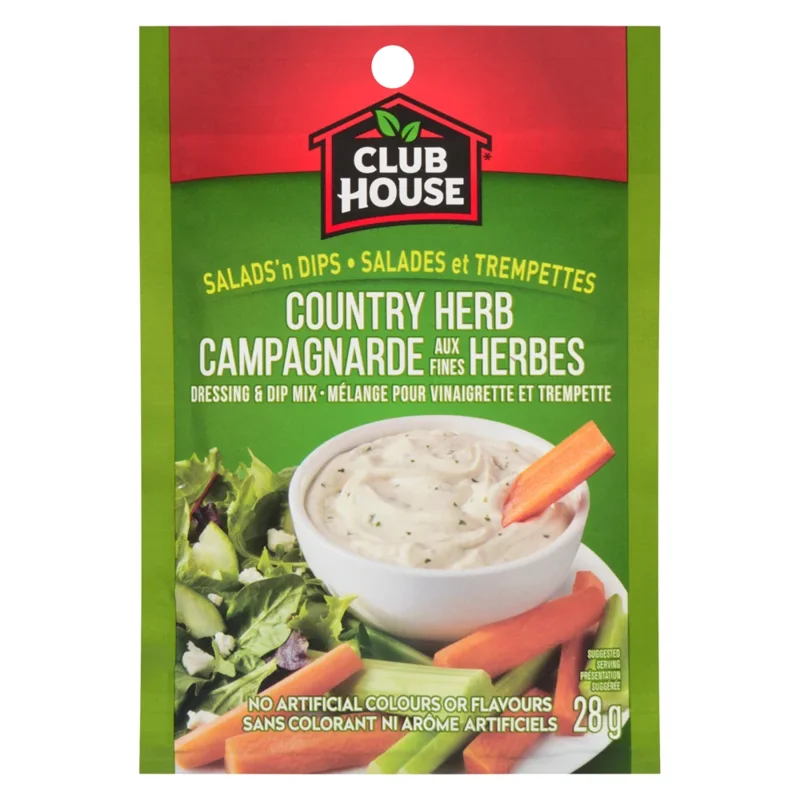 CLUB
HOUSE*
SALADS'n DIPS • SALADES et TREMPETTES
COUNTRY HERB
CAMPAGNARDE AUX FINES HERBES
DRESSING & DIP MIX • MÉLANGE POUR VINAIGRETTE ET TREMPETTE
SUGGESTED
SERVING
PRÉSENTATION
SUGGÉRÉE
NO ARTIFICIAL COLOURS OR FLAVOURS
SANS COLORANT NI ARÔME ARTIFICIELS
28 g